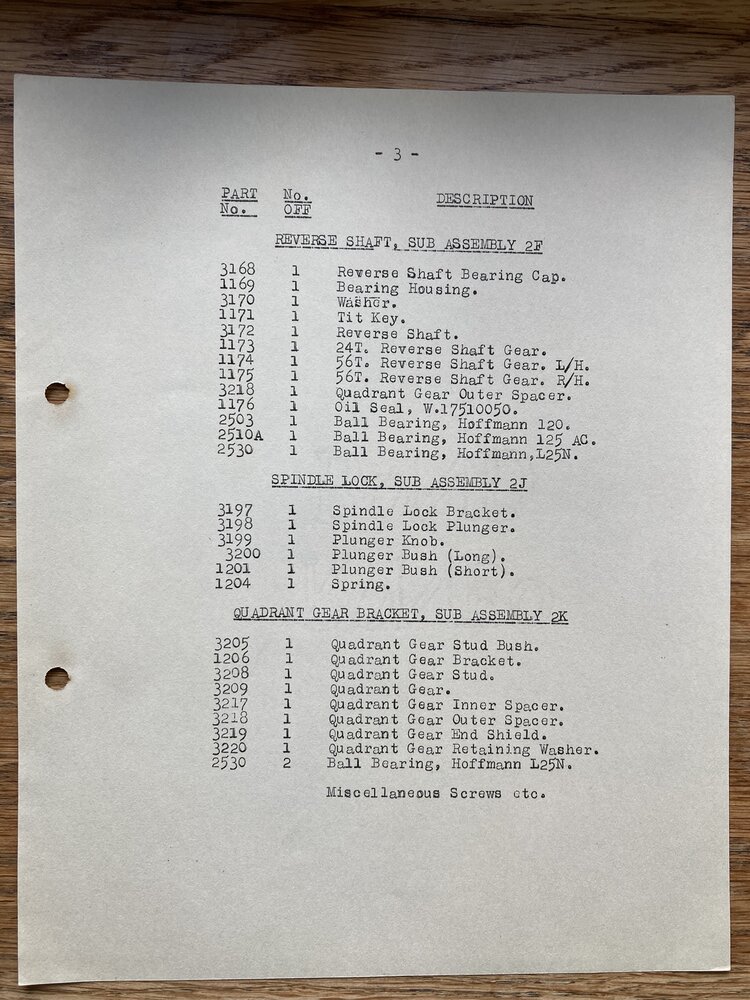 - 3 -
PART No. DESCRIPTION
No. OFF
REVERSE SHAFT, SUB ASSEMBLY 2F
3168 1 Reverse Shaft Bearing Cap.
1169 1 Bearing Housing.
3170 1 Washer.
1171 1 Tit Key.
3172 1 Reverse Shaft.
1173 1 24T. Reverse Shaft Gear.
1174 1 56T. Reverse Shaft Gear. L/H.
1175 1 56T. Reverse Shaft Gear. R/H.
3218 1 Quadrant Gear Outer Spacer.
1176 1 Oil Seal, W.17510050.
2503 1 Ball Bearing, Hoffmann 120.
2510A 1 Ball Bearing, Hoffmann 125 AC.
2530 1 Ball Bearing, Hoffmann,L25N.
SPINDLE LOCK, SUB ASSEMBLY 2J
3197 1 Spindle Lock Bracket.
3198 1 Spindle Lock Plunger.
3199 1 Plunger Knob.
3200 1 Plunger Bush (Long).
1201 1 Plunger Bush (Short).
1204 1 Spring.
QUADRANT GEAR BRACKET, SUB ASSEMBLY 2K
3205 1 Quadrant Gear Stud Bush.
1206 1 Quadrant Gear Bracket.
3208 1 Quadrant Gear Stud.
3209 1 Quadrant Gear.
3217 1 Quadrant Gear Inner Spacer.
3218 1 Quadrant Gear Outer Spacer.
3219 1 Quadrant Gear End Shield.
3220 1 Quadrant Gear Retaining Washer.
2530 2 Ball Bearing, Hoffmann L25N.
Miscellaneous Screws etc.